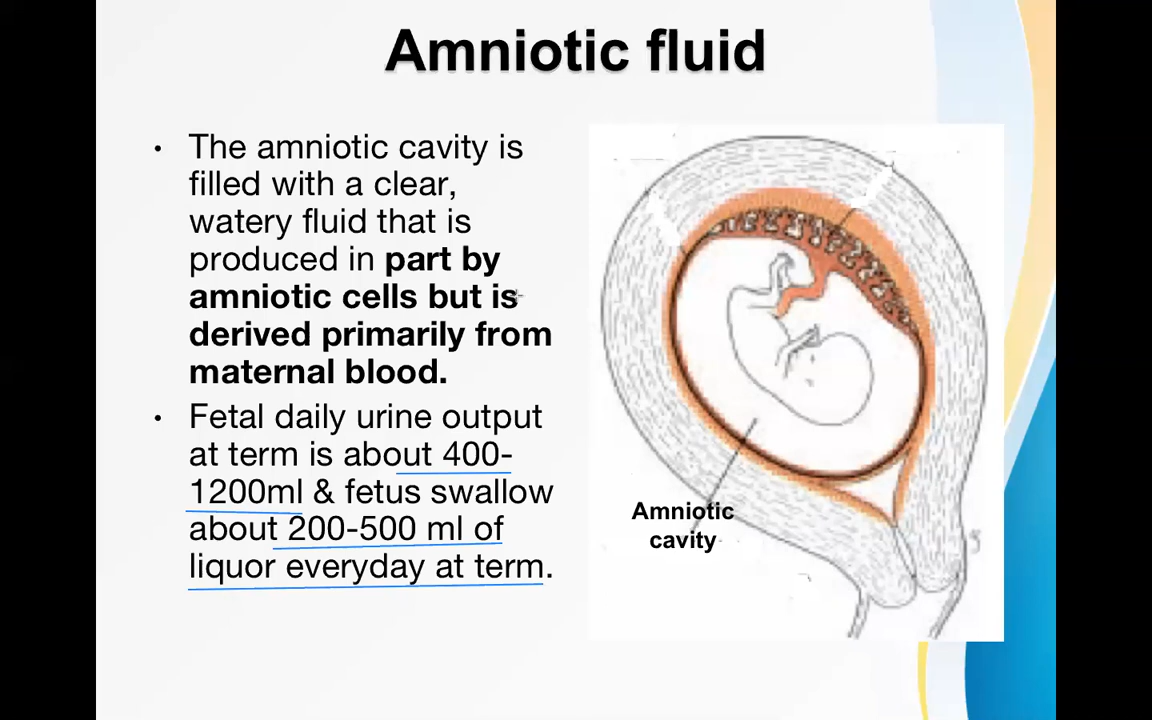 Amniotic fluid
• The amniotic cavity is
filled with a clear,
watery fluid that is
produced in part by
amniotic cells but is
derived primarily from
maternal blood.
• Fetal daily urine output
at term is about 400-
1200ml & fetus swallow
about 200-500 ml of
liquor everyday at term.
Amniotic
cavity